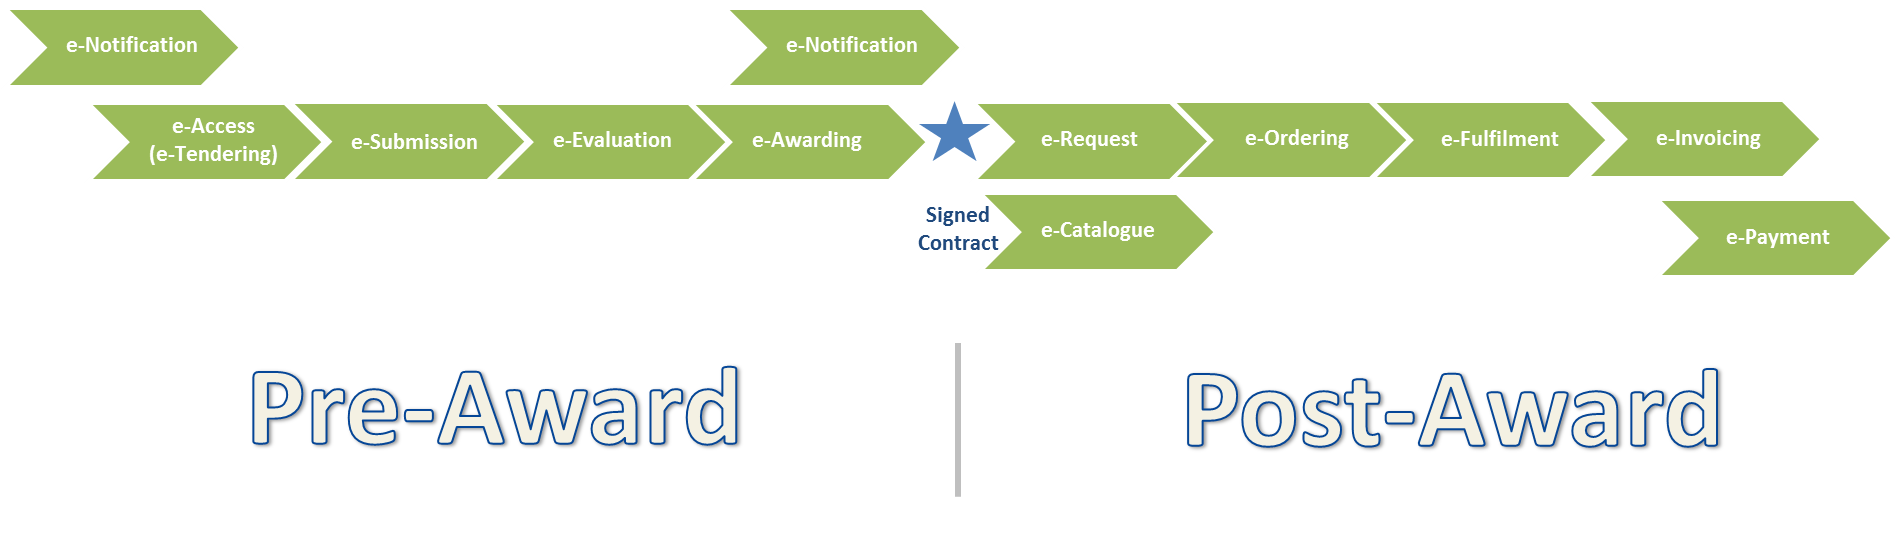 e-Notification
e-Notification
e-Access
(e-Tendering)
e-Submission
e-Evaluation
e-Awarding
e-Request
e-Ordering
e-Fulfilment
e-Invoicing
Signed
Contract
e-Catalogue
e-Payment
Pre-Award
Post-Award